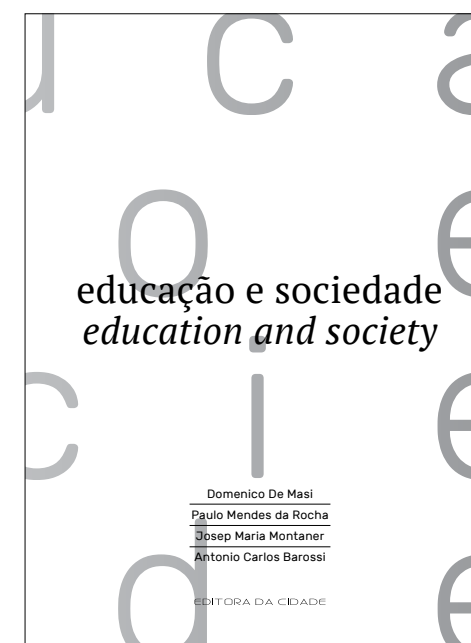 u c a
o e
educação e sociedade
education and society
c i e
Domenico De Masi
Paulo Mendes da Rocha
Josep Maria Montaner
Antonio Carlos Barossi
d e
EDITORA DA CIDADE